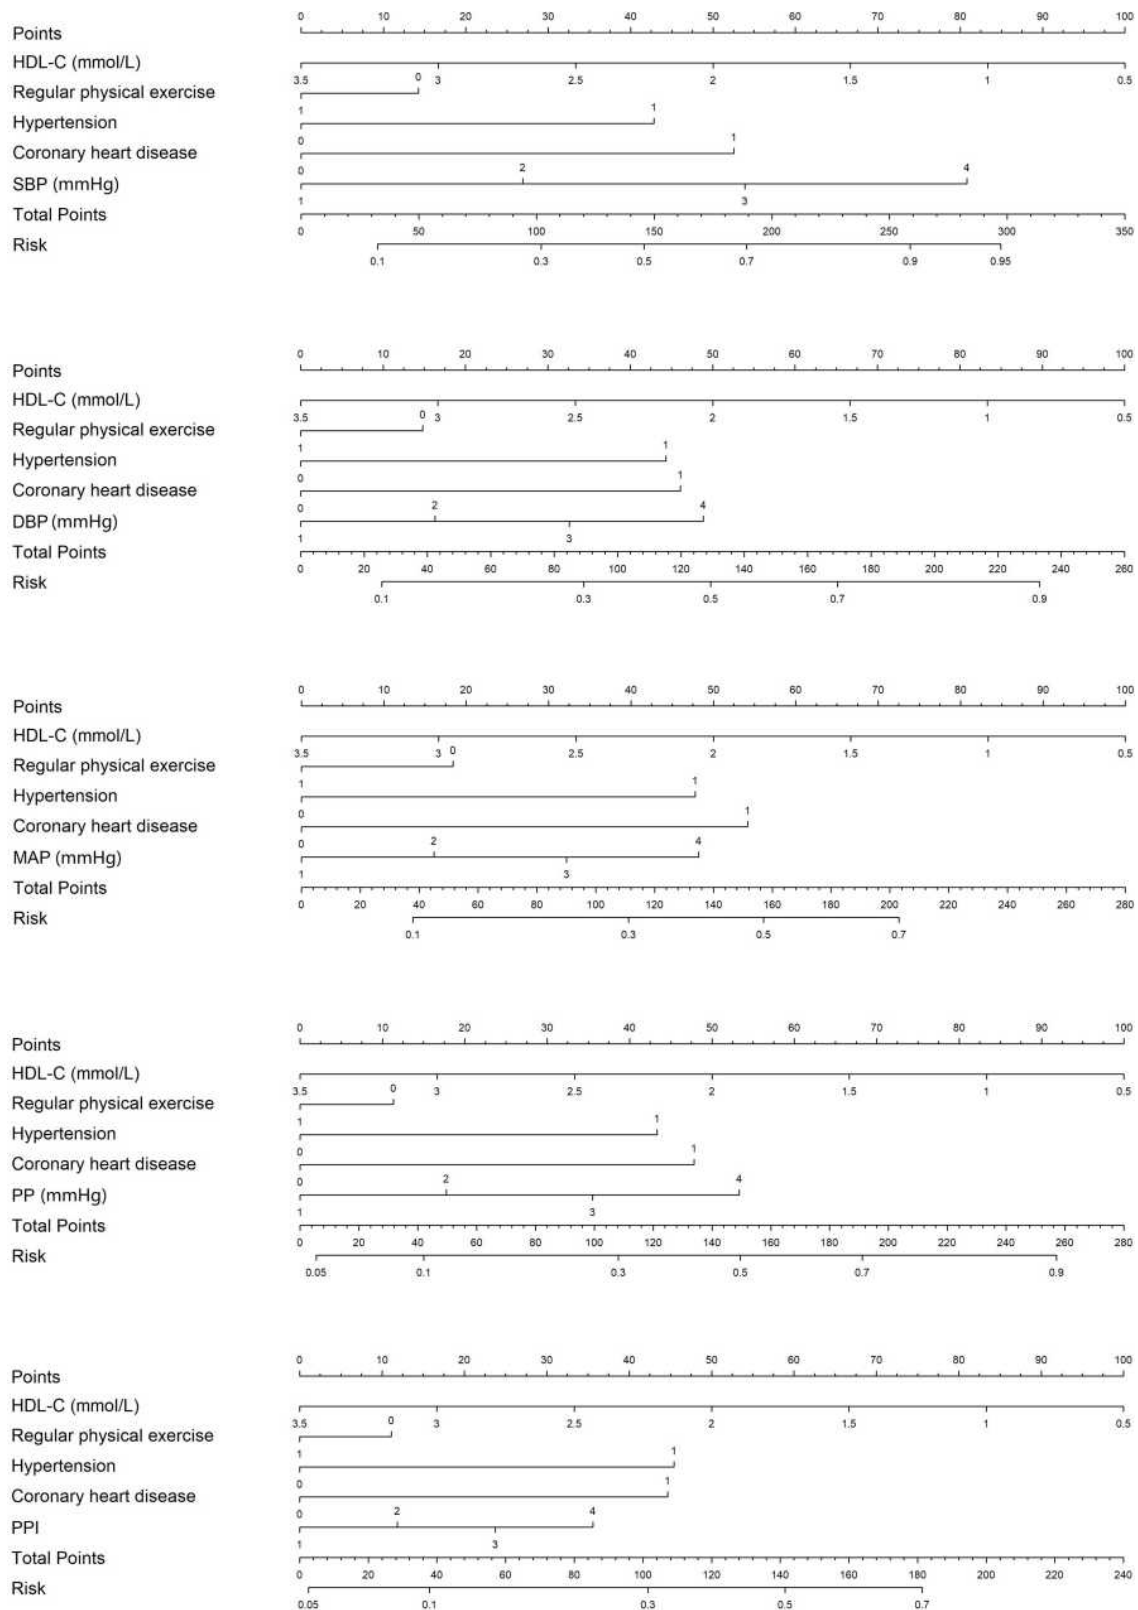 0 10 20 30 40 50 60 70 80 90 100
Points
HDL-C (mmol/L)
3.5 3 2.5 2 1.5 1 0.5
0
Regular physical exercise
1
1
Hypertension
0
1
Coronary heart disease
0
2 4
SBP (mmHg)
1 3
Total Points
0 50 100 150 200 250 300 350
Risk
0.1 0.3 0.5 0.7 0.9 0.95
0 10 20 30 40 50 60 70 80 90 100
Points
HDL-C (mmol/L)
3.5 3 2.5 2 1.5 1 0.5
0
Regular physical exercise
1
1
Hypertension
0
1
Coronary heart disease
0
2 4
DBP (mmHg)
1 3
Total Points
0 20 40 60 80 100 120 140 160 180 200 220 240 260
Risk
0.1 0.3 0.5 0.7 0.9
0 10 20 30 40 50 60 70 80 90 100
Points
HDL-C (mmol/L)
3.5 3 2.5 2 1.5 1 0.5
0
Regular physical exercise
1
1
Hypertension
0
1
Coronary heart disease
0
2 4
MAP (mmHg)
1 3
Total Points
0 20 40 60 80 100 120 140 160 180 200 220 240 260 280
Risk
0.1 0.3 0.5 0.7
0 10 20 30 40 50 60 70 80 90 100
Points
HDL-C (mmol/L)
3.5 3 2.5 2 1.5 1 0.5
0
Regular physical exercise
1
1
Hypertension
0
1
Coronary heart disease
0
2 4
PP (mmHg)
1 3
Total Points
0 20 40 60 80 100 120 140 160 180 200 220 240 260 280
Risk
0.05 0.1 0.3 0.5 0.7 0.9
0 10 20 30 40 50 60 70 80 90 100
Points
HDL-C (mmol/L)
3.5 3 2.5 2 1.5 1 0.5
0
Regular physical exercise
1
1
Hypertension
0
1
Coronary heart disease
0
2 4
PPI
1 3
Total Points
0 20 40 60 80 100 120 140 160 180 200 220 240
Risk
0.05 0.1 0.3 0.5 0.7